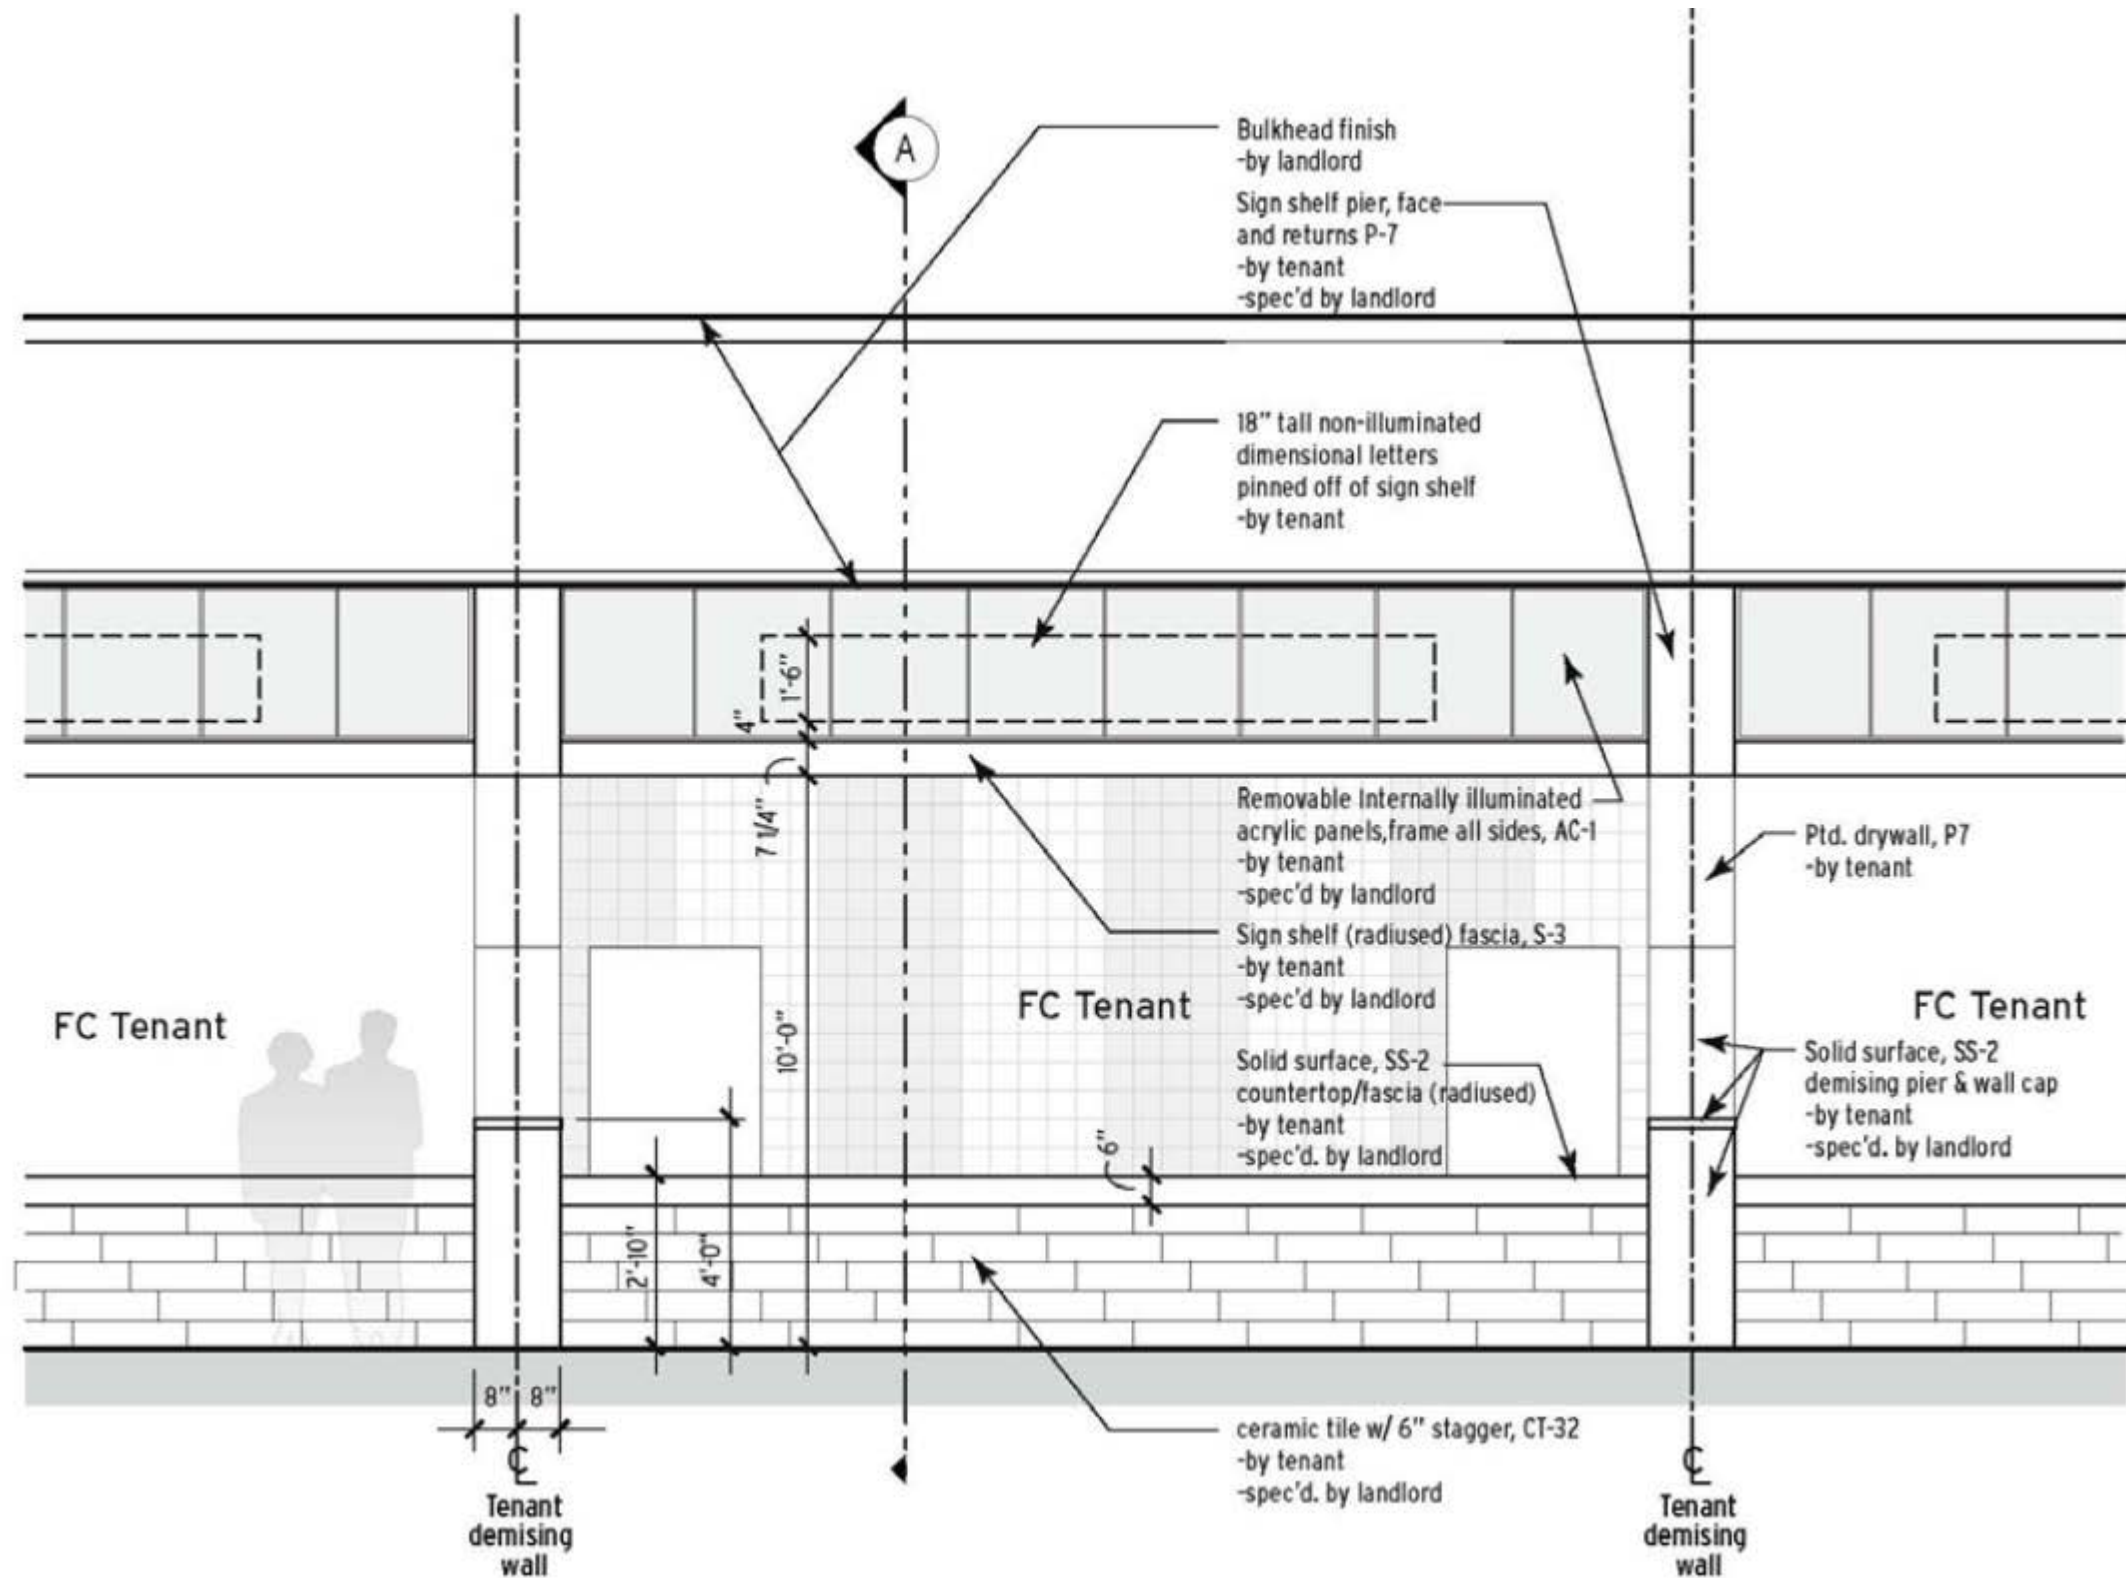 A
Bulkhead finish
-by landlord
Sign shelf pier, face
and returns P-7
-by tenant
-spec'd by landlord
18" tall non-illuminated
dimensional letters
pinned off of sign shelf
-by tenant
1'-6"
4"
7 1/4"
Removable Internally illuminated
acrylic panels,frame all sides, AC-1
-by tenant
-spec'd by landlord
Ptd. drywall, P7
-by tenant
Sign shelf (radiused) fascia, S-3
-by tenant
-spec'd by landlord
FC Tenant
FC Tenant
FC Tenant
10'-0"
Solid surface, SS-2
countertop/fascia (radiused)
-by tenant
-spec'd. by landlord
Solid surface, SS-2
demising pier & wall cap
-by tenant
-spec'd. by landlord
6"
2'-10"
4'-0"
8" 8"
ceramic tile w/ 6" stagger, CT-32
-by tenant
-spec'd. by landlord
℄
Tenant
demising
wall
℄
Tenant
demising
wall